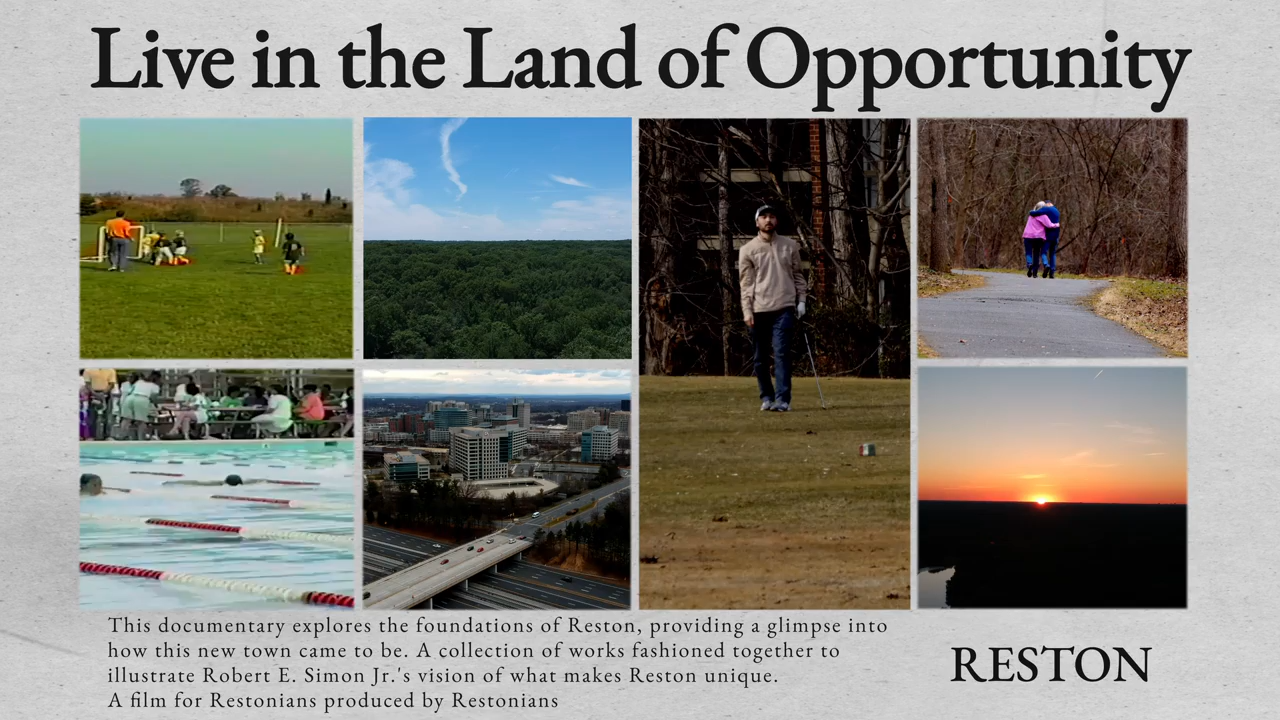 Live in the Land of Opportunity
This documentary explores the foundations of Reston, providing a glimpse into
how this new town came to be. A collection of works fashioned together to
illustrate Robert E. Simon Jr.'s vision of what makes Reston unique.
A film for Restonians produced by Restonians
RESTON